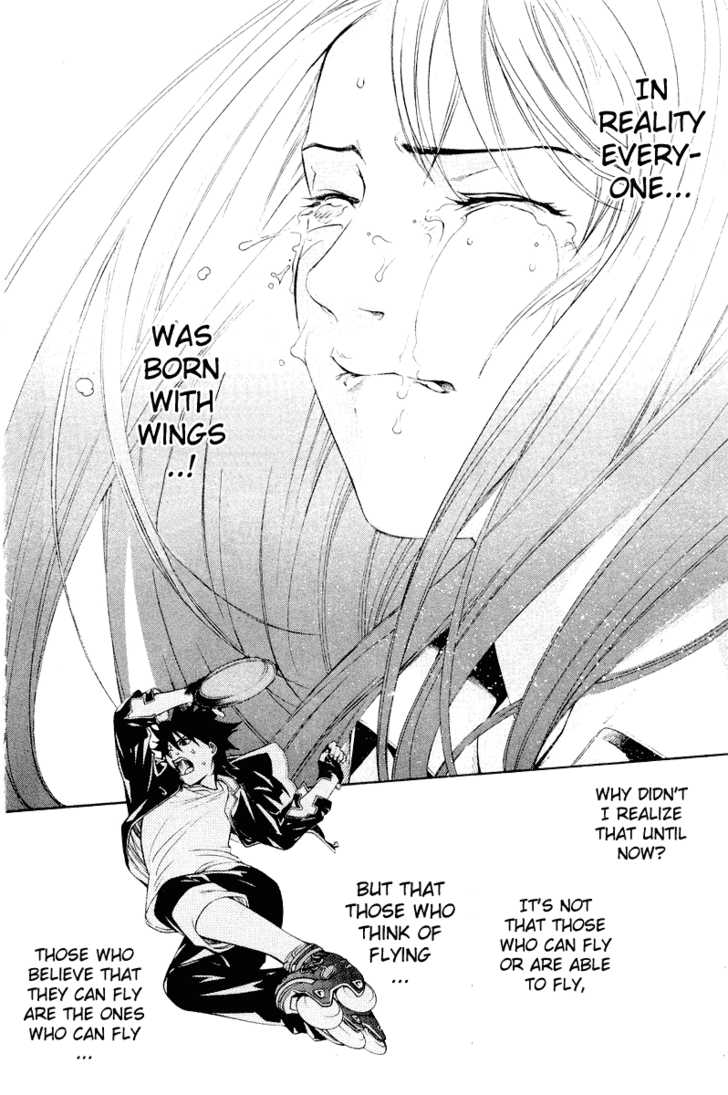 IN
REALITY
EVERY-
ONE...
WAS
BORN
WITH
WINGS
..!
WHY DIDN'T
I REALIZE
THAT UNTIL
NOW?
IT'S NOT
THAT THOSE
WHO CAN FLY
OR ARE ABLE
TO FLY,
BUT THAT
THOSE WHO
THINK OF
FLYING
...
THOSE WHO
BELIEVE THAT
THEY CAN FLY
ARE THE ONES
WHO CAN FLY
...